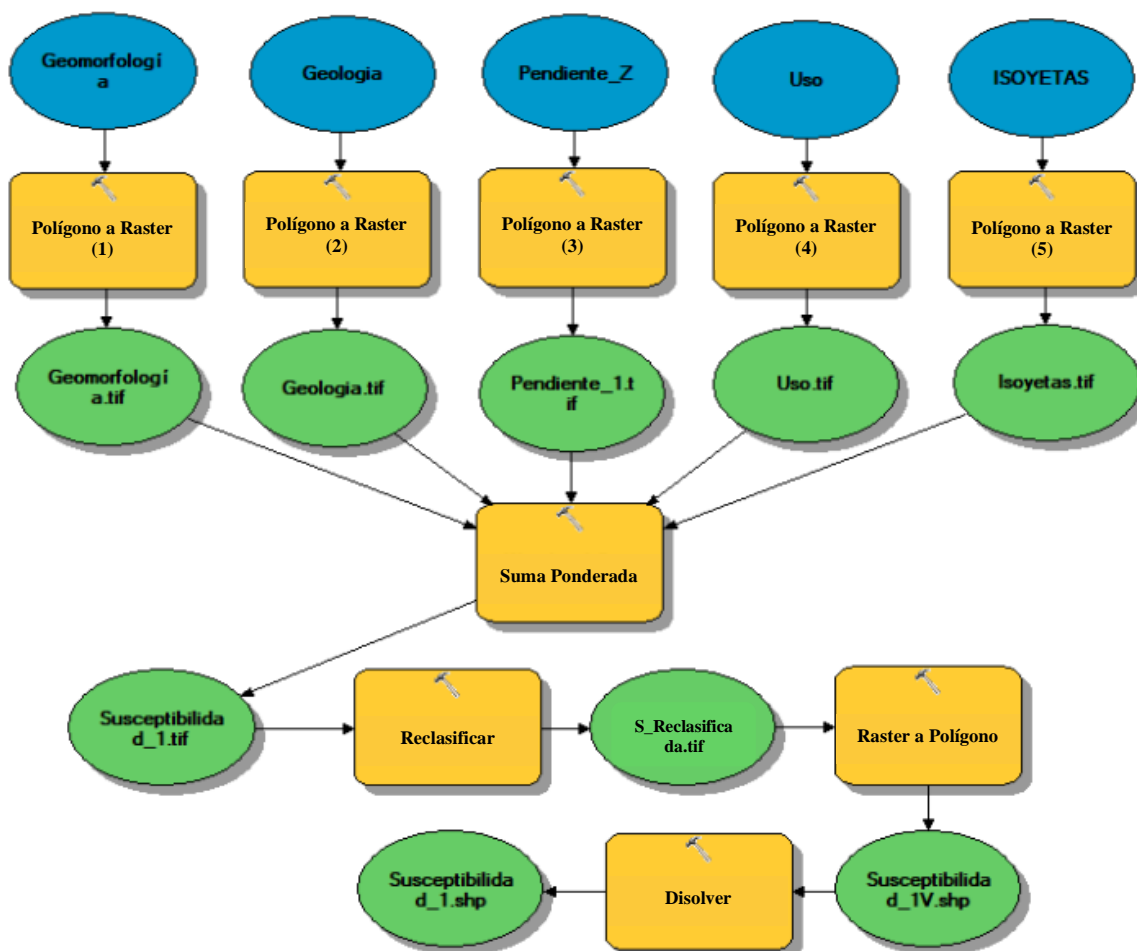 Geomorfologí
a
Geologia
Pendiente_Z
Uso
ISOYETAS
Polígono a Raster
(1)
Polígono a Raster
(2)
Polígono a Raster
(3)
Polígono a Raster
(4)
Polígono a Raster
(5)
Geomorfologí
a.tif
Geologia.tif
Pendiente_1.t
if
Uso.tif
Isoyetas.tif
Suma Ponderada
Susceptibilida
d_1.tif
Reclasificar
S_Reclasifica
da.tif
Raster a Polígono
Susceptibilida
d_1.shp
Disolver
Susceptibilida
d_1V.shp